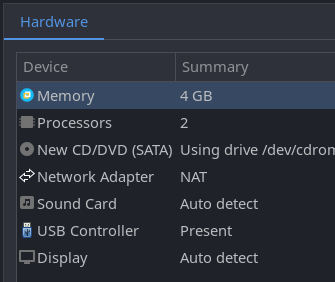 Hardware
Device Summary
Memory 4 GB
Processors 2
New CD/DVD (SATA) Using drive /dev/cdrom
Network Adapter NAT
Sound Card Auto detect
USB Controller Present
Display Auto detect